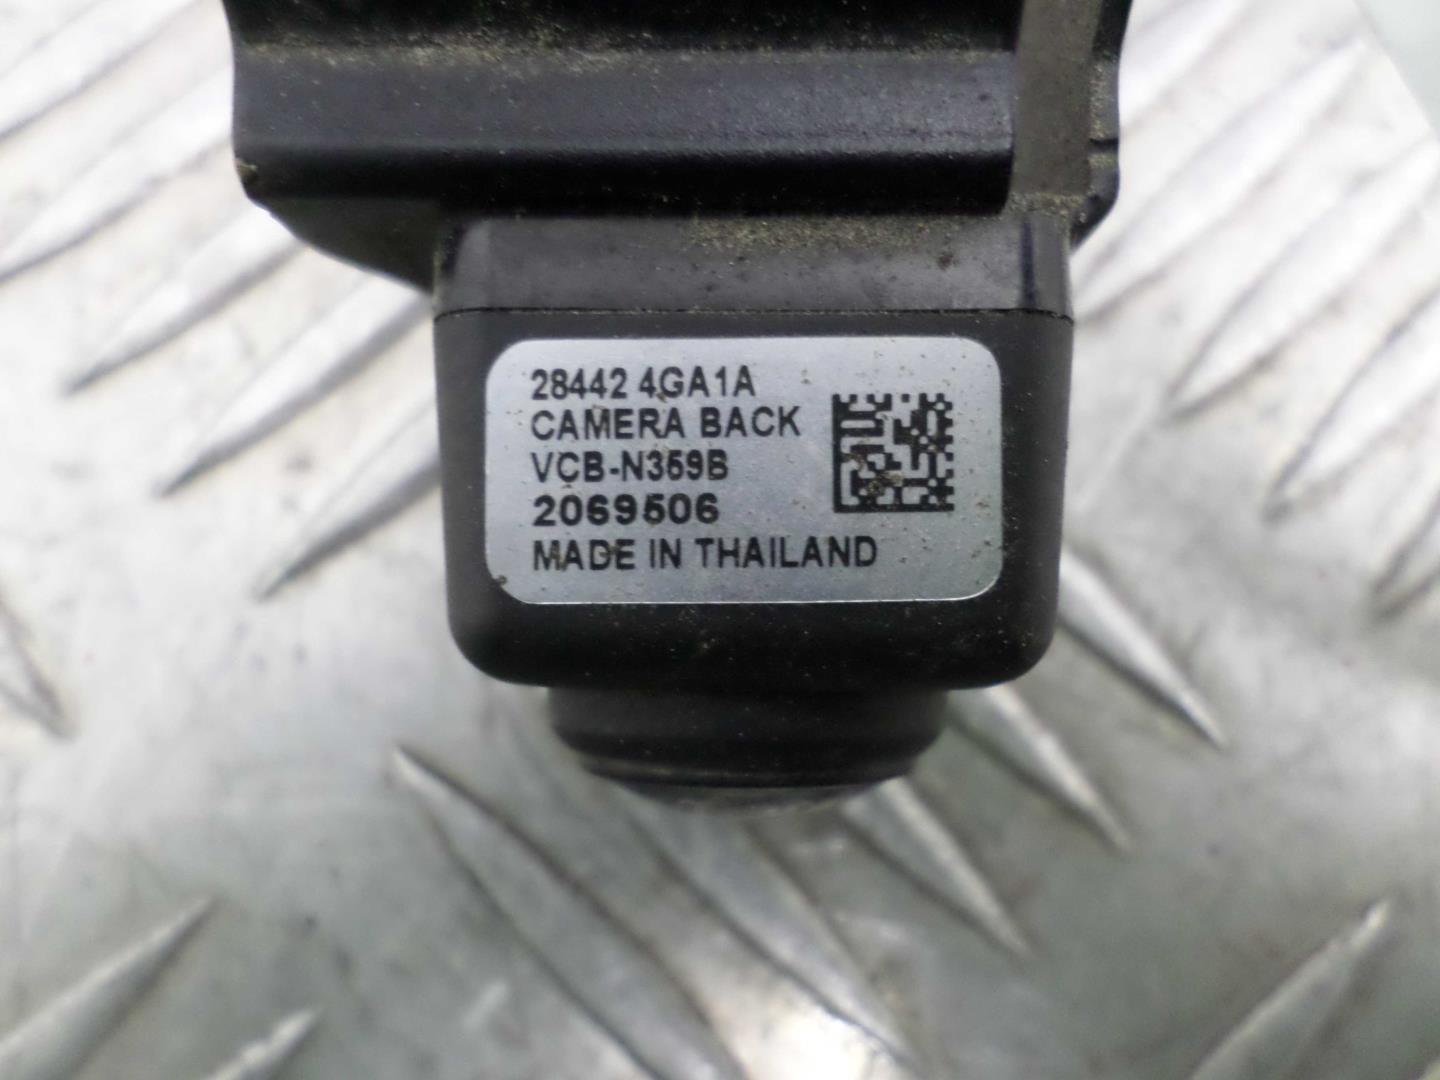 28442 4GA1A
CAMERA BACK
VCB-N359B
2069506
MADE IN THAILAND